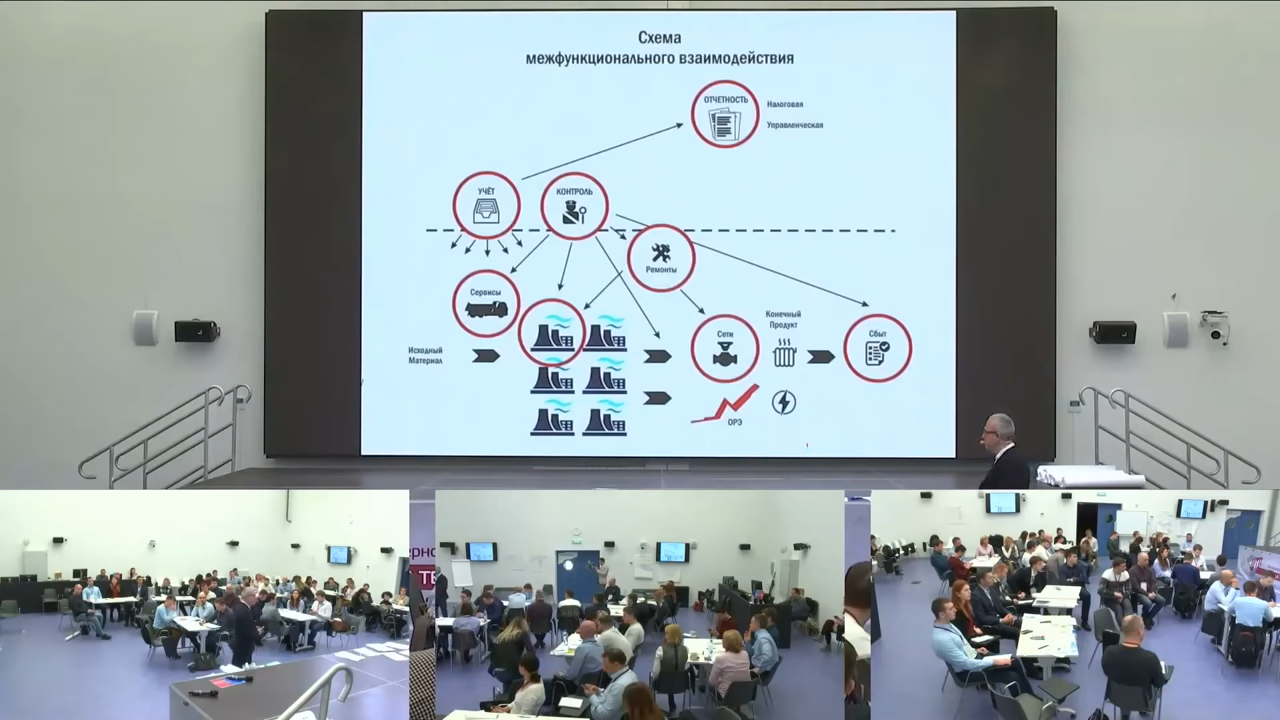 Схема
межфункционального взаимодействия
ОТЧЕТНОСТЬ
Налоговая
Управленческая
УЧЁТ
КОНТРОЛЬ
Ремонты
Сервисы
Исходный
Материал
Сети
Конечный
Продукт
Сбыт
ОРЭ